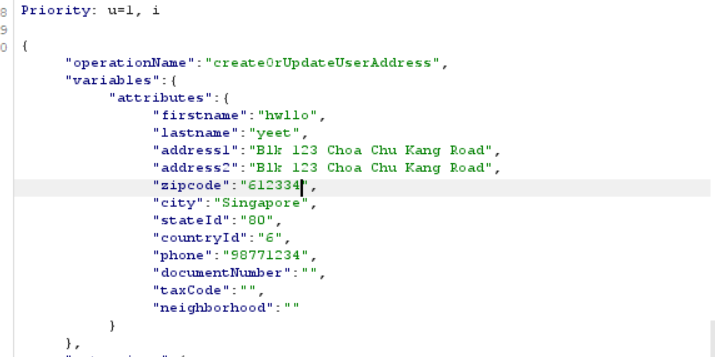 8 Priority: u=1, i
9
0 {
"operationName":"createOrUpdateUserAddress",
"variables":{
"attributes":{
"firstname":"hwllo",
"lastname":"yeet",
"address1":"Blk 123 Choa Chu Kang Road",
"address2":"Blk 123 Choa Chu Kang Road",
"zipcode":"612334",
"city":"Singapore",
"stateId":"80",
"countryId":"6",
"phone":"98771234",
"documentNumber":"",
"taxCode":"",
"neighborhood":""
}
},